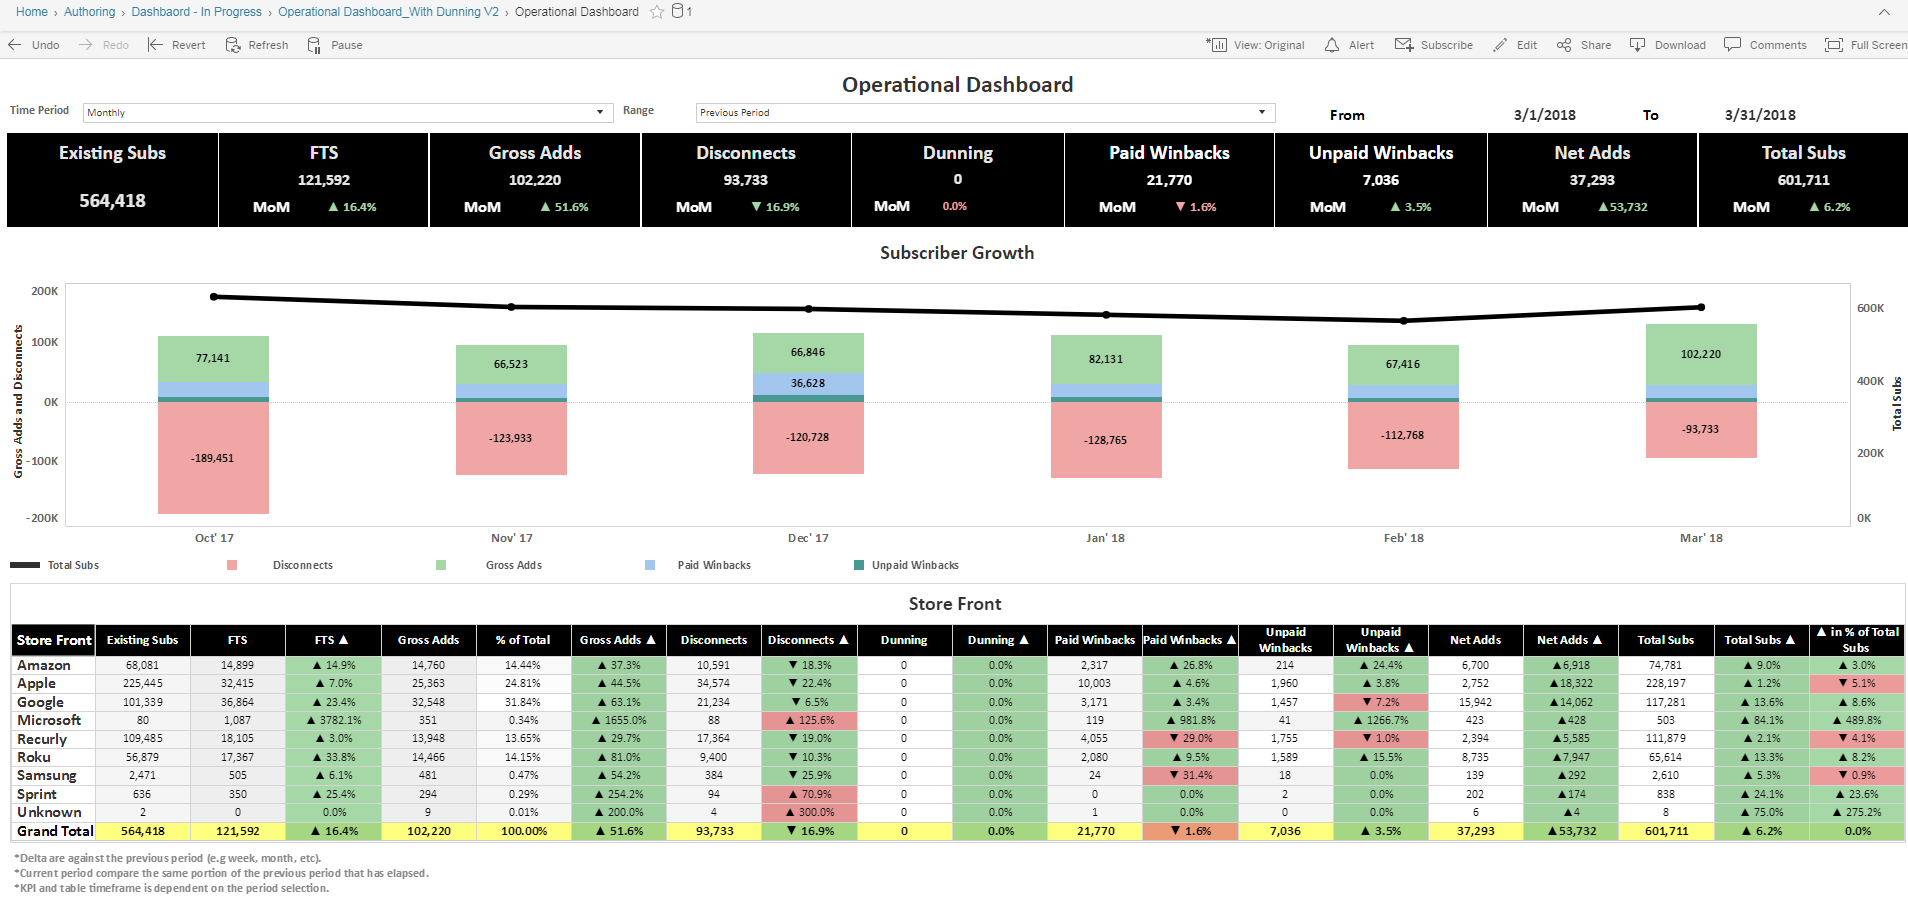 Home › Authoring › Dashbaord - In Progress › Operational Dashboard_With Dunning V2 › Operational Dashboard 1
Undo Redo Revert Refresh Pause View: Original Alert Subscribe Edit Share Download Comments Full Screen
Operational Dashboard
Time Period Monthly Range Previous Period From 3/1/2018 To 3/31/2018
Existing Subs FTS Gross Adds Disconnects Dunning Paid Winbacks Unpaid Winbacks Net Adds Total Subs
564,418 121,592 102,220 93,733 0 21,770 7,036 37,293 601,711
MoM ▲ 16.4% MoM ▲ 51.6% MoM ▼ 16.9% MoM 0.0% MoM ▼ 1.6% MoM ▲ 3.5% MoM ▲53,732 MoM ▲ 6.2%
Subscriber Growth
Gross Adds and Disconnects
200K
100K
0K
-100K
-200K
77,141 66,523 66,846 82,131 67,416 102,220
36,628
-189,451 -123,933 -120,728 -128,765 -112,768 -93,733
600K
400K
200K
0K
Total Subs
Oct' 17 Nov' 17 Dec' 17 Jan' 18 Feb' 18 Mar' 18
Total Subs Disconnects Gross Adds Paid Winbacks Unpaid Winbacks
Store Front
Store Front Existing Subs FTS FTS ▲ Gross Adds % of Total Gross Adds ▲ Disconnects Disconnects ▲ Dunning Dunning ▲ Paid Winbacks Paid Winbacks ▲ Unpaid Winbacks Unpaid Winbacks ▲ Net Adds Net Adds ▲ Total Subs Total Subs ▲ ▲ in % of Total Subs
Amazon 68,081 14,899 ▲ 14.9% 14,760 14.44% ▲ 37.3% 10,591 ▼ 18.3% 0 0.0% 2,317 ▲ 26.8% 214 ▲ 24.4% 6,700 ▲6,918 74,781 ▲ 9.0% ▲ 3.0%
Apple 225,445 32,415 ▲ 7.0% 25,363 24.81% ▲ 44.5% 34,574 ▼ 22.4% 0 0.0% 10,003 ▲ 4.6% 1,960 ▲ 3.8% 2,752 ▲18,322 228,197 ▲ 1.2% ▼ 5.1%
Google 101,339 36,864 ▲ 23.4% 32,548 31.84% ▲ 63.1% 21,234 ▼ 6.5% 0 0.0% 3,171 ▲ 3.4% 1,457 ▼ 7.2% 15,942 ▲14,062 117,281 ▲ 13.6% ▲ 8.6%
Microsoft 80 1,087 ▲ 3782.1% 351 0.34% ▲ 1655.0% 88 ▲ 125.6% 0 0.0% 119 ▲ 981.8% 41 ▲ 1266.7% 423 ▲428 503 ▲ 84.1% ▲ 489.8%
Recurly 109,485 18,105 ▲ 3.0% 13,948 13.65% ▲ 29.7% 17,364 ▼ 19.0% 0 0.0% 4,055 ▼ 29.0% 1,755 ▼ 1.0% 2,394 ▲5,585 111,879 ▲ 2.1% ▼ 4.1%
Roku 56,879 17,367 ▲ 33.8% 14,466 14.15% ▲ 81.0% 9,400 ▼ 10.3% 0 0.0% 2,080 ▲ 9.5% 1,589 ▲ 15.5% 8,735 ▲7,947 65,614 ▲ 13.3% ▲ 8.2%
Samsung 2,471 505 ▲ 6.1% 481 0.47% ▲ 54.2% 384 ▼ 25.9% 0 0.0% 24 ▼ 31.4% 18 0.0% 139 ▲292 2,610 ▲ 5.3% ▼ 0.9%
Sprint 636 350 ▲ 25.4% 294 0.29% ▲ 254.2% 94 ▲ 70.9% 0 0.0% 0 0.0% 2 0.0% 202 ▲174 838 ▲ 24.1% ▲ 23.6%
Unknown 2 0 0.0% 9 0.01% ▲ 200.0% 4 ▲ 300.0% 0 0.0% 1 0.0% 0 0.0% 6 ▲4 8 ▲ 75.0% ▲ 275.2%
Grand Total 564,418 121,592 ▲ 16.4% 102,220 100.00% ▲ 51.6% 93,733 ▼ 16.9% 0 0.0% 21,770 ▼ 1.6% 7,036 ▲ 3.5% 37,293 ▲53,732 601,711 ▲ 6.2% 0.0%
*Delta are against the previous period (e.g week, month, etc).
*Current period compare the same portion of the previous period that has elapsed.
*KPI and table timeframe is dependent on the period selection.